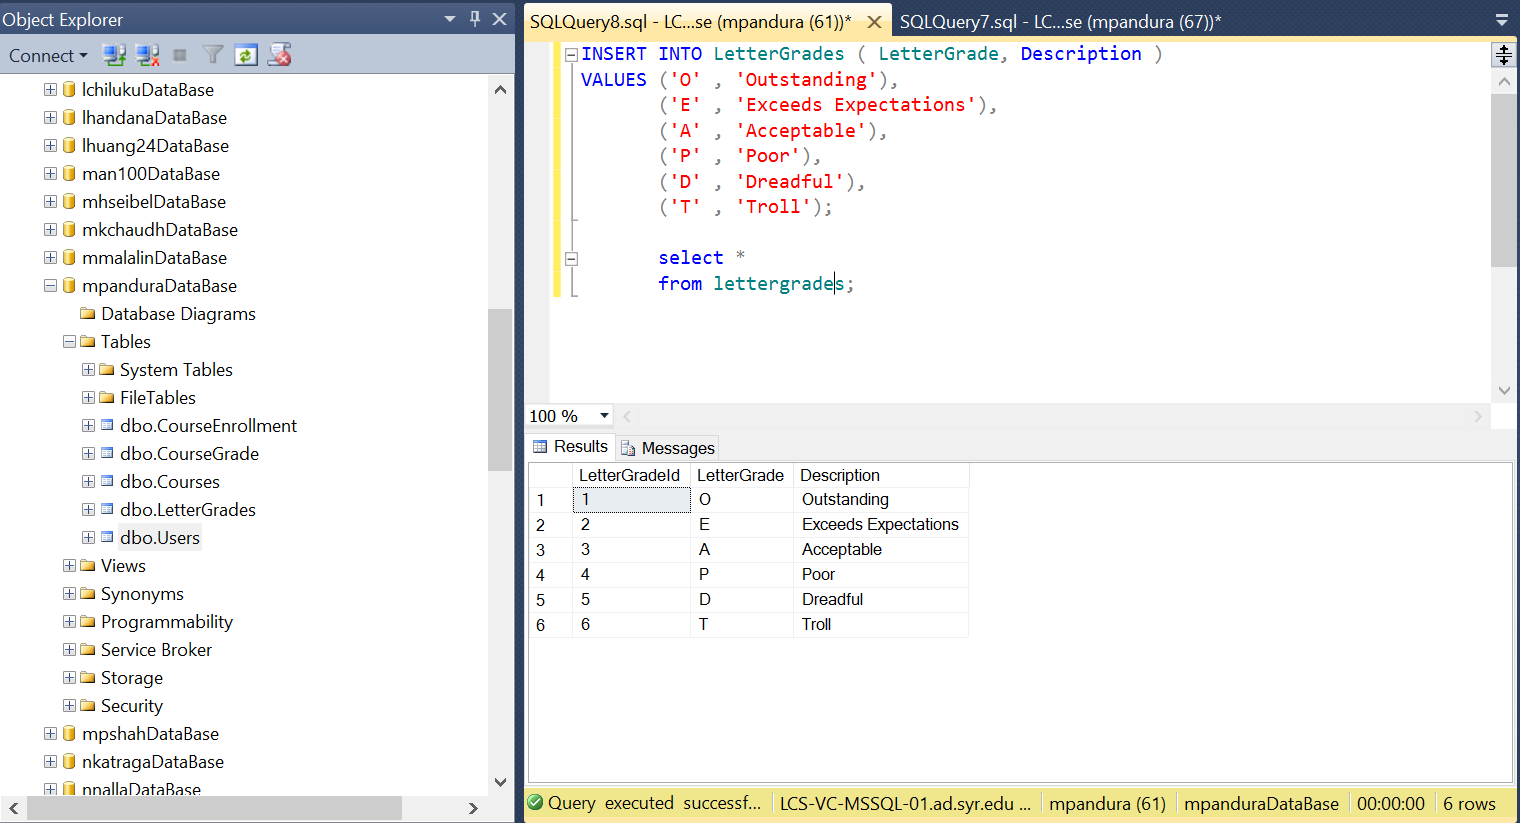 Object Explorer
Connect
lchilukuDataBase
lhandanaDataBase
lhuang24DataBase
man100DataBase
mhseibelDataBase
mkchaudhDataBase
mmalalinDataBase
mpanduraDataBase
Database Diagrams
Tables
System Tables
FileTables
dbo.CourseEnrollment
dbo.CourseGrade
dbo.Courses
dbo.LetterGrades
dbo.Users
Views
Synonyms
Programmability
Service Broker
Storage
Security
mpshahDataBase
nkatragaDataBase
nnallaDataBase
SQLQuery8.sql - LC...se (mpandura (61))* SQLQuery7.sql - LC...se (mpandura (67))*
INSERT INTO LetterGrades ( LetterGrade, Description )
VALUES ('O' , 'Outstanding'),
('E' , 'Exceeds Expectations'),
('A' , 'Acceptable'),
('P' , 'Poor'),
('D' , 'Dreadful'),
('T' , 'Troll');
select *
from lettergrades;
100 %
Results Messages
LetterGradeId LetterGrade Description
1 1 O Outstanding
2 2 E Exceeds Expectations
3 3 A Acceptable
4 4 P Poor
5 5 D Dreadful
6 6 T Troll
Query executed successf... LCS-VC-MSSQL-01.ad.syr.edu ... mpandura (61) mpanduraDataBase 00:00:00 6 rows